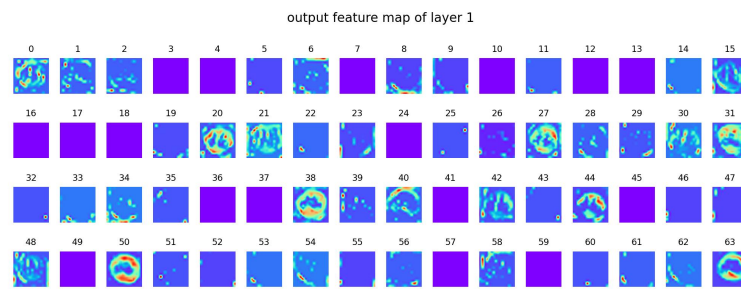 output feature map of layer 1
0 1 2 3 4 5 6 7 8 9 10 11 12 13 14 15
16 17 18 19 20 21 22 23 24 25 26 27 28 29 30 31
32 33 34 35 36 37 38 39 40 41 42 43 44 45 46 47
48 49 50 51 52 53 54 55 56 57 58 59 60 61 62 63